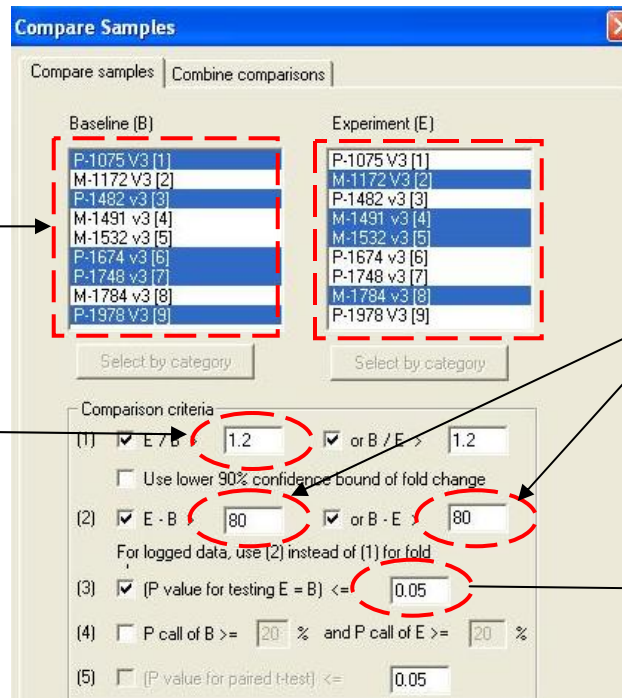 Compare Samples
Compare samples
Combine comparisons
Baseline (B)
Experiment (E)
P-1075 V3 [1]
M-1172 V3 [2]
P-1482 v3 [3]
M-1491 v3 [4]
M-1532 v3 [5]
P-1674 v3 [6]
P-1748 v3 [7]
M-1784 v3 [8]
P-1978 V3 [9]
P-1075 V3 [1]
M-1172 V3 [2]
P-1482 v3 [3]
M-1491 v3 [4]
M-1532 v3 [5]
P-1674 v3 [6]
P-1748 v3 [7]
M-1784 v3 [8]
P-1978 V3 [9]
Select by category
Select by category
Comparison criteria
(1) E / B > 1.2 or B / E > 1.2
Use lower 90% confidence bound of fold change
(2) E - B > 80 or B - E > 80
For logged data, use (2) instead of (1) for fold
(3) (P value for testing E = B) <= 0.05
(4) P call of B >= 20 % and P call of E >= 20 %
(5) (P value for paired t-test) <= 0.05